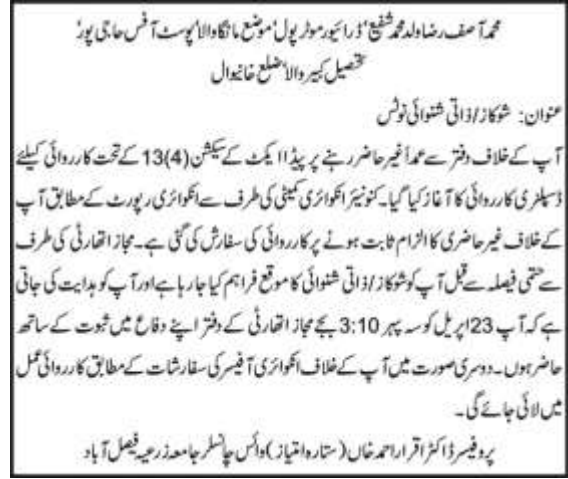 محمد آصف رضا ولد محمد شفیع' ڈرائیور موٹر پول' موضع مانگاوالا' پوسٹ آفس حاجی پور'
تحصیل کبیر والا' ضلع خانیوال
عنوان: شوکاز/ذاتی شنوائی نوٹس
آپ کے خلاف دفتر سے عمداً غیر حاضر رہنے پر پیڈا ایکٹ کے سیکشن (4)13 کے تحت کارروائی کیلئے
ڈسپلنری کارروائی کا آغاز کیا گیا۔ کنونیئر انکوائری کمیٹی کی طرف سے انکوائری رپورٹ کے مطابق آپ
کے خلاف غیر حاضری کا الزام ثابت ہونے پر کارروائی کی سفارش کی گئی ہے۔ مجاز اتھارٹی کی طرف
سے حتمی فیصلہ سے قبل آپ کو شوکاز/ذاتی شنوائی کا موقع فراہم کیا جا رہا ہے اور آپ کو ہدایت کی جاتی
ہے کہ آپ 23 اپریل کو سہ پہر 3:10 بجے مجاز اتھارٹی کے دفتر اپنے دفاع میں ثبوت کے ساتھ
حاضر ہوں۔ دوسری صورت میں آپ کے خلاف انکوائری آفیسر کی سفارشات کے مطابق کارروائی عمل
میں لائی جائے گی۔
پروفیسر ڈاکٹر اقرار احمد خاں (ستارہ امتیاز) وائس چانسلر جامعہ زرعیہ فیصل آباد